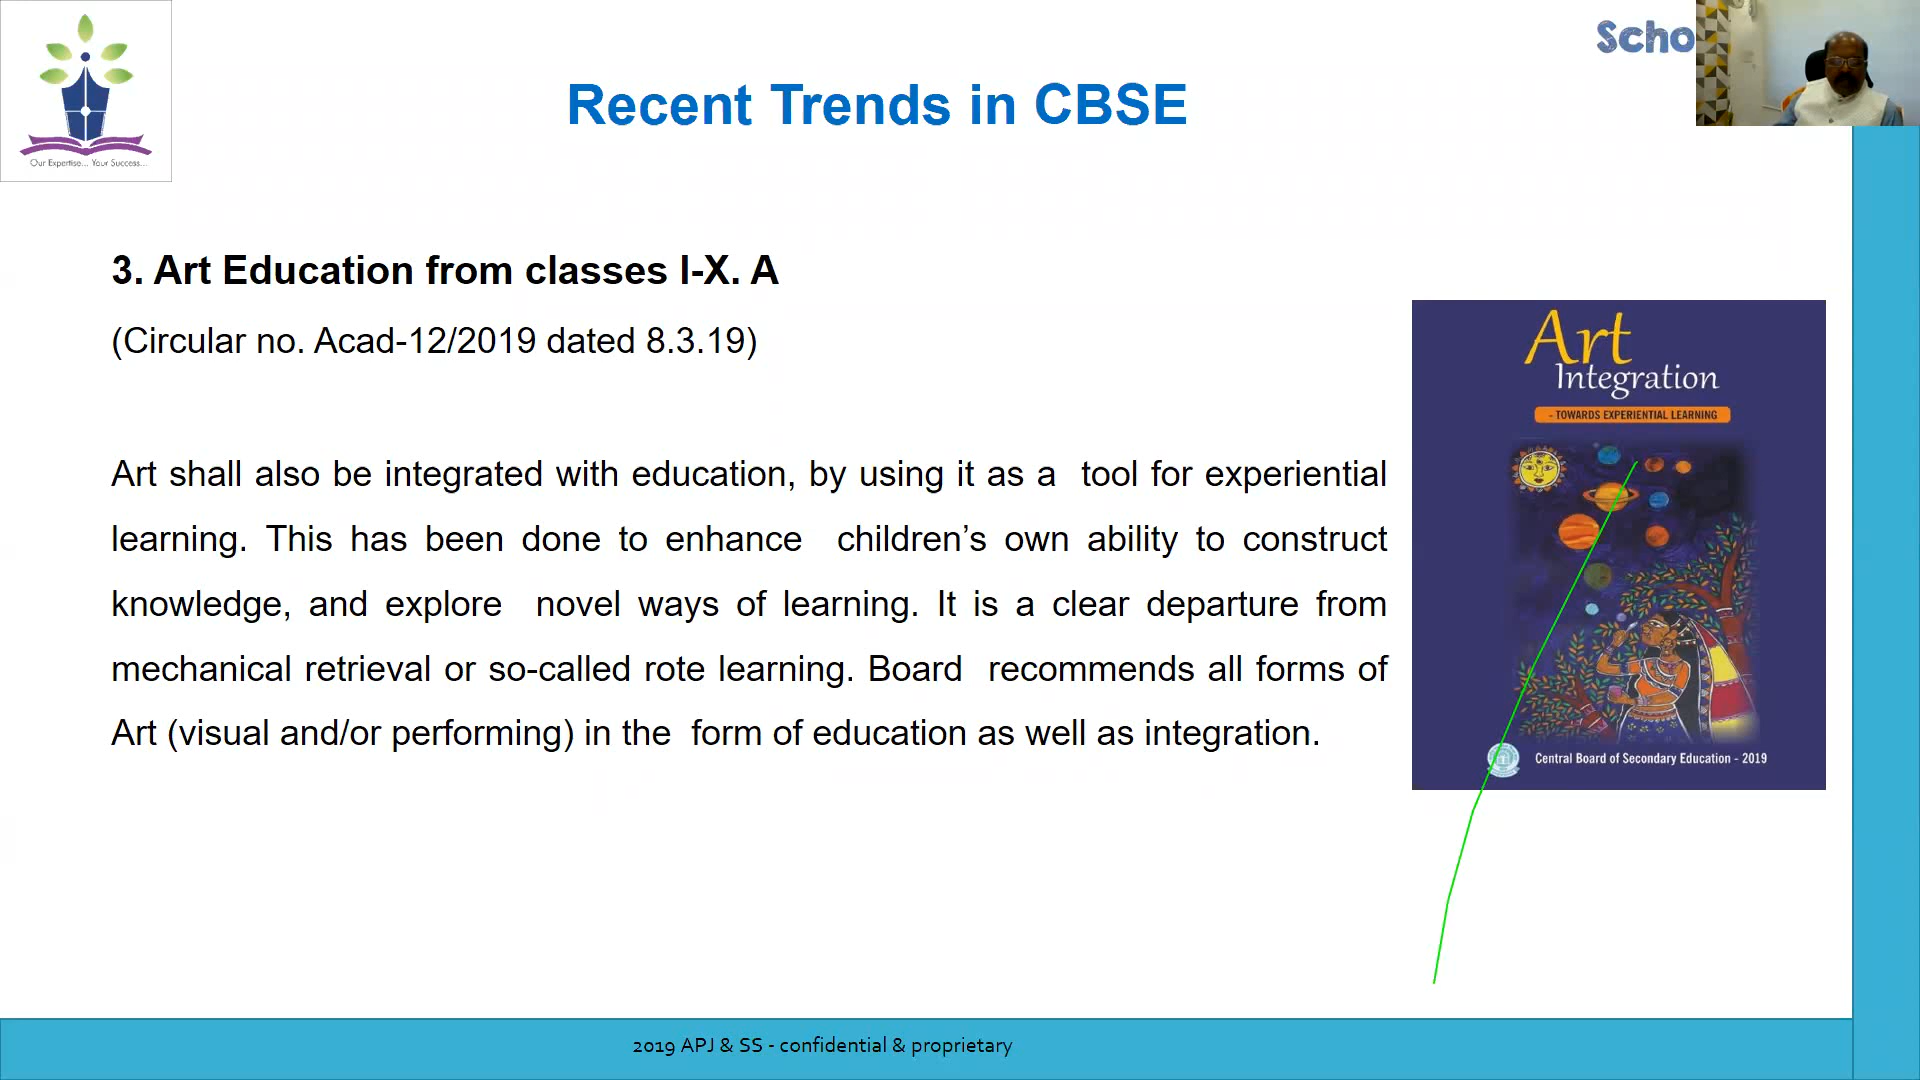 Our Expertise... Your Success...
Scho
Recent Trends in CBSE
3. Art Education from classes I-X. A
(Circular no. Acad-12/2019 dated 8.3.19)
Art shall also be integrated with education, by using it as a tool for experiential
learning. This has been done to enhance children’s own ability to construct
knowledge, and explore novel ways of learning. It is a clear departure from
mechanical retrieval or so-called rote learning. Board recommends all forms of
Art (visual and/or performing) in the form of education as well as integration.
Art
Integration
- TOWARDS EXPERIENTIAL LEARNING
Central Board of Secondary Education - 2019
2019 APJ & SS - confidential & proprietary